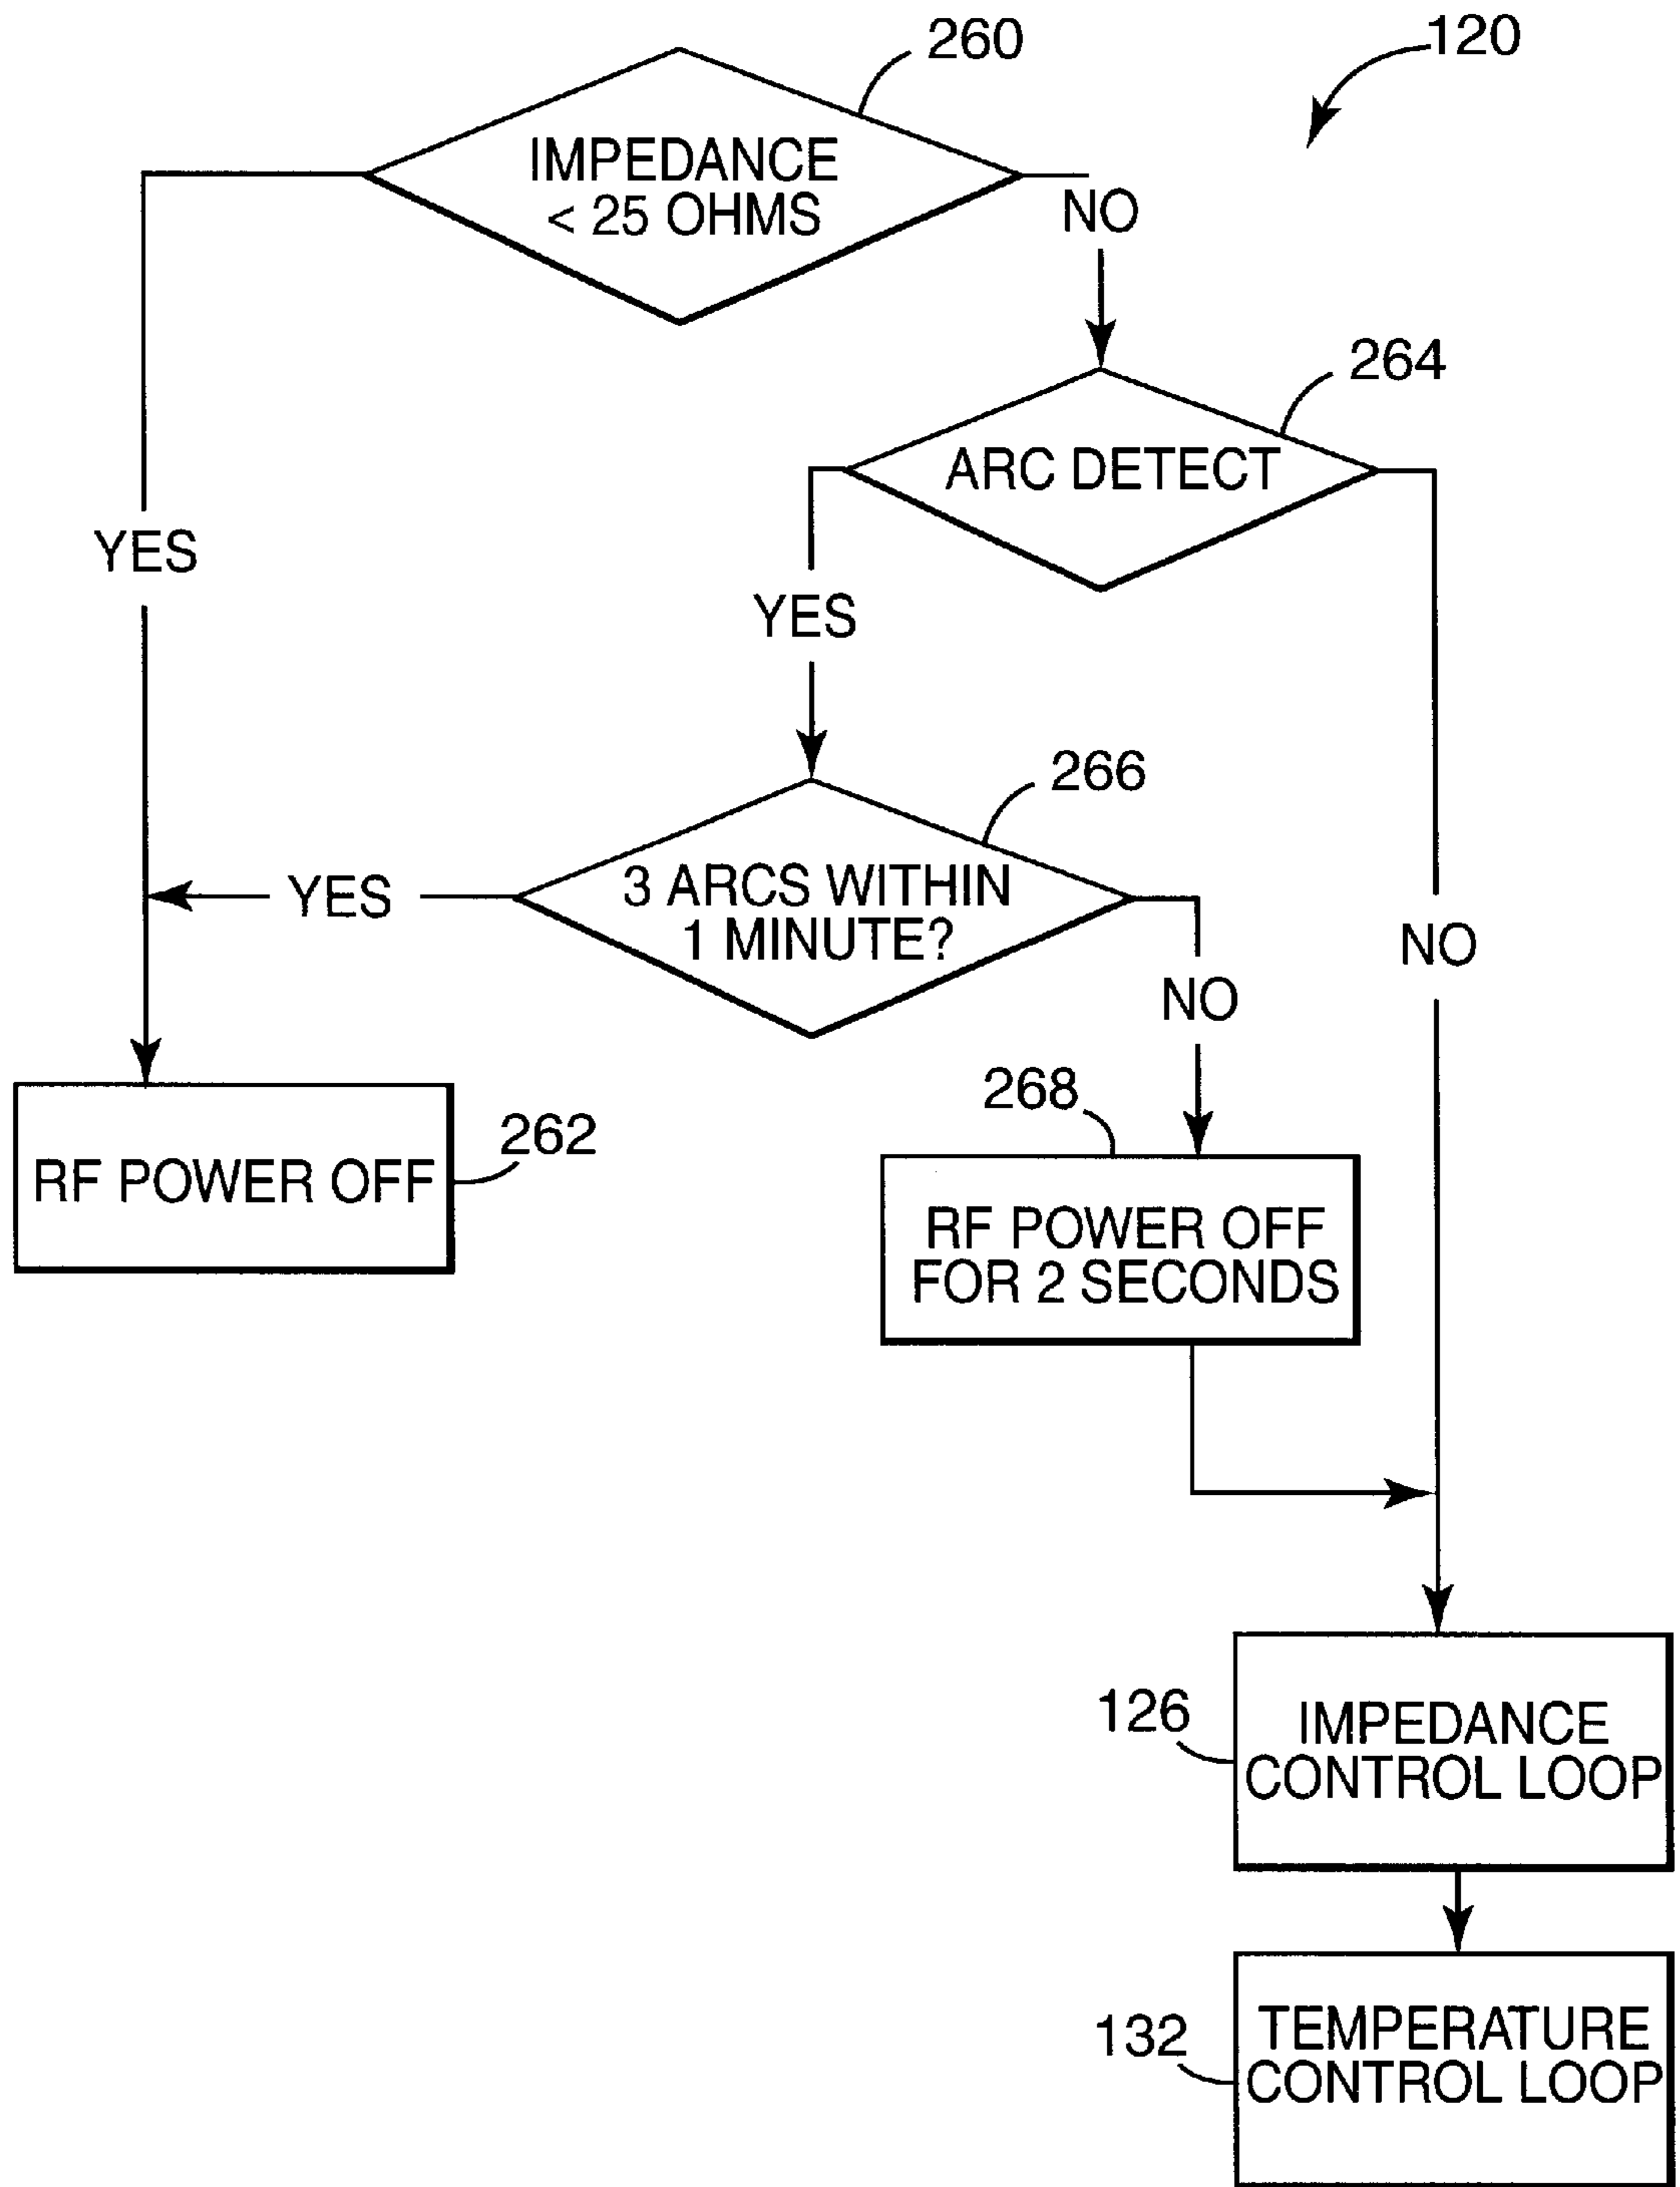 260
120
IMPEDANCE
< 25 OHMS
NO
264
ARC DETECT
YES
YES
266
3 ARCS WITHIN
1 MINUTE?
YES
NO
NO
268
262
RF POWER OFF
RF POWER OFF
FOR 2 SECONDS
126
IMPEDANCE
CONTROL LOOP
132
TEMPERATURE
CONTROL LOOP